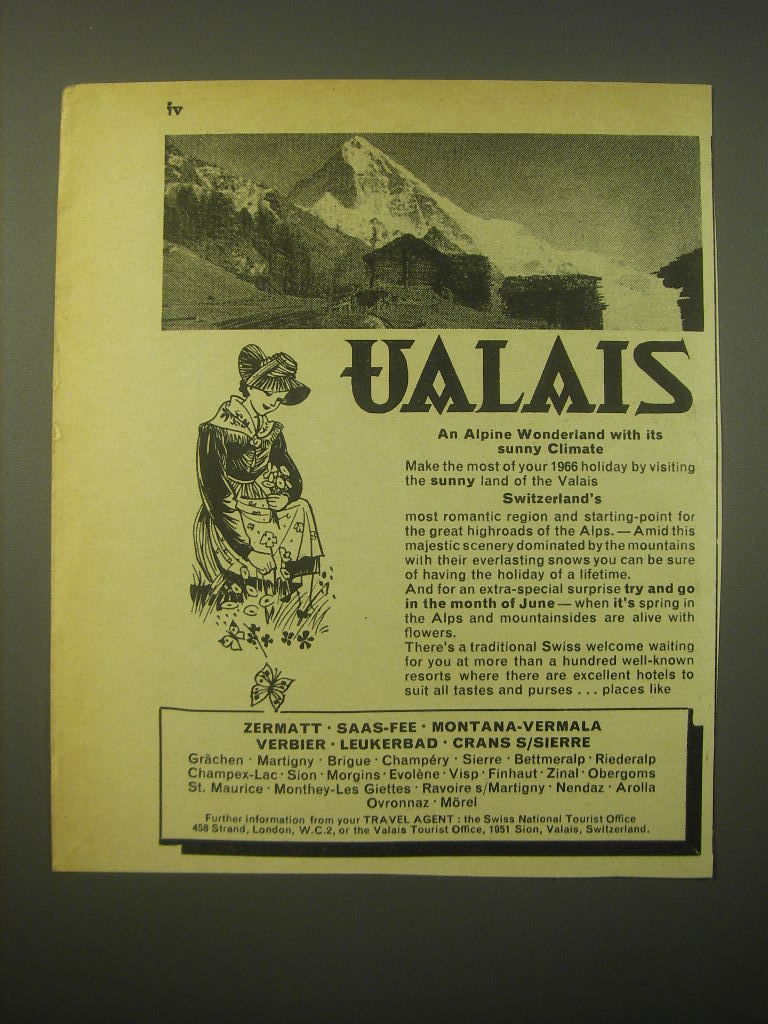 iv
VALAIS
An Alpine Wonderland with its
sunny Climate
Make the most of your 1966 holiday by visiting
the sunny land of the Valais
Switzerland's
most romantic region and starting-point for
the great highroads of the Alps. — Amid this
majestic scenery dominated by the mountains
with their everlasting snows you can be sure
of having the holiday of a lifetime.
And for an extra-special surprise try and go
in the month of June — when it's spring in
the Alps and mountainsides are alive with
flowers.
There's a traditional Swiss welcome waiting
for you at more than a hundred well-known
resorts where there are excellent hotels to
suit all tastes and purses . . . places like
ZERMATT · SAAS-FEE · MONTANA-VERMALA
VERBIER · LEUKERBAD · CRANS S/SIERRE
Grächen · Martigny · Brigue · Champéry · Sierre · Bettmeralp · Riederalp
Champex-Lac · Sion · Morgins · Evolène · Visp · Finhaut · Zinal · Obergoms
St. Maurice · Monthey-Les Giettes · Ravoire s/Martigny · Nendaz · Arolla
Ovronnaz · Mörel
Further information from your TRAVEL AGENT : the Swiss National Tourist Office
458 Strand, London, W.C.2, or the Valais Tourist Office, 1951 Sion, Valais, Switzerland.